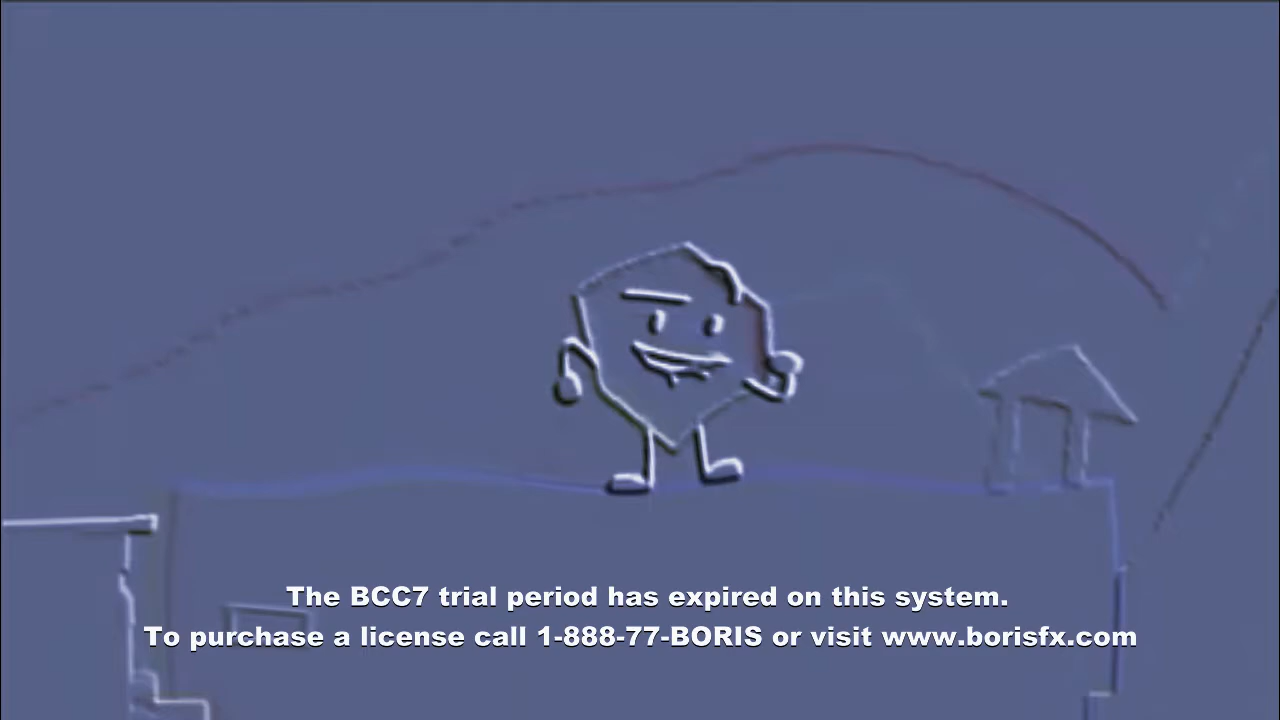 The BCC7 trial period has expired on this system.
To purchase a license call 1-888-77-BORIS or visit www.borisfx.com